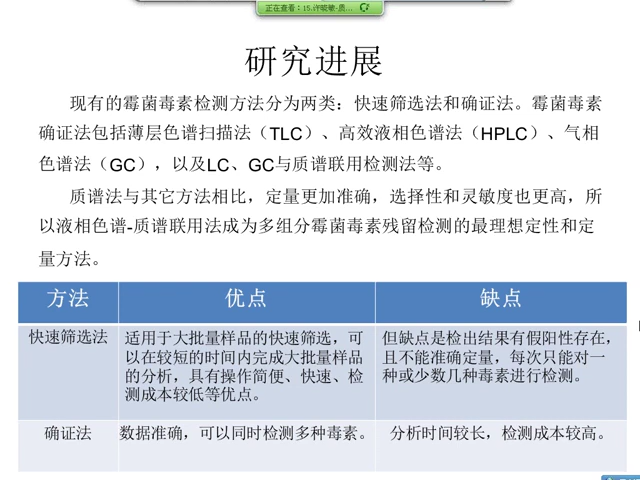 正在查看：15.许晓敏-质...
研究进展
现有的霉菌毒素检测方法分为两类：快速筛选法和确证法。霉菌毒素
确证法包括薄层色谱扫描法（TLC）、高效液相色谱法（HPLC）、气相
色谱法（GC），以及LC、GC与质谱联用检测法等。
质谱法与其它方法相比，定量更加准确，选择性和灵敏度也更高，所
以液相色谱-质谱联用法成为多组分霉菌毒素残留检测的最理想定性和定
量方法。
方法 优点 缺点
快速筛选法 适用于大批量样品的快速筛选，可 但缺点是检出结果有假阳性存在，
以在较短的时间内完成大批量样品 且不能准确定量，每次只能对一
的分析，具有操作简便、快速、检 种或少数几种毒素进行检测。
测成本较低等优点。
确证法 数据准确，可以同时检测多种毒素。 分析时间较长，检测成本较高。